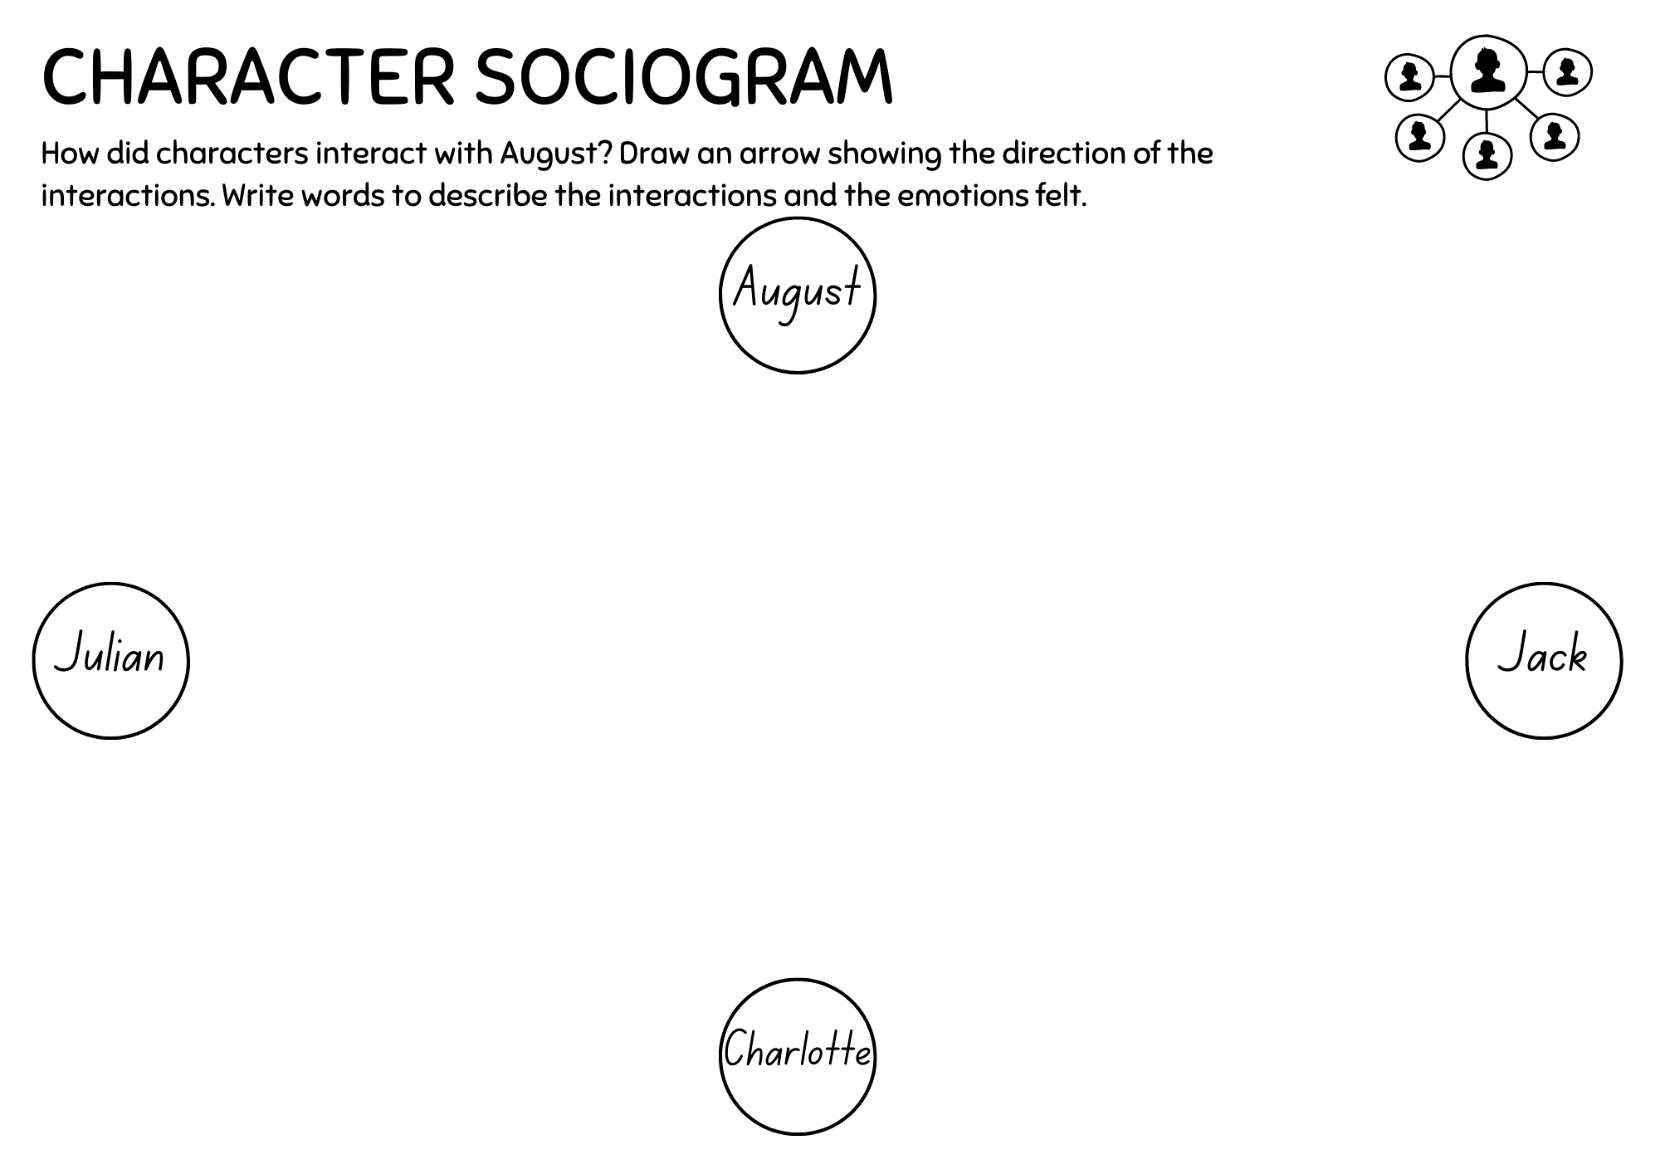 CHARACTER SOCIOGRAM
How did characters interact with August? Draw an arrow showing the direction of the
interactions. Write words to describe the interactions and the emotions felt.
August
Julian
Jack
Charlotte